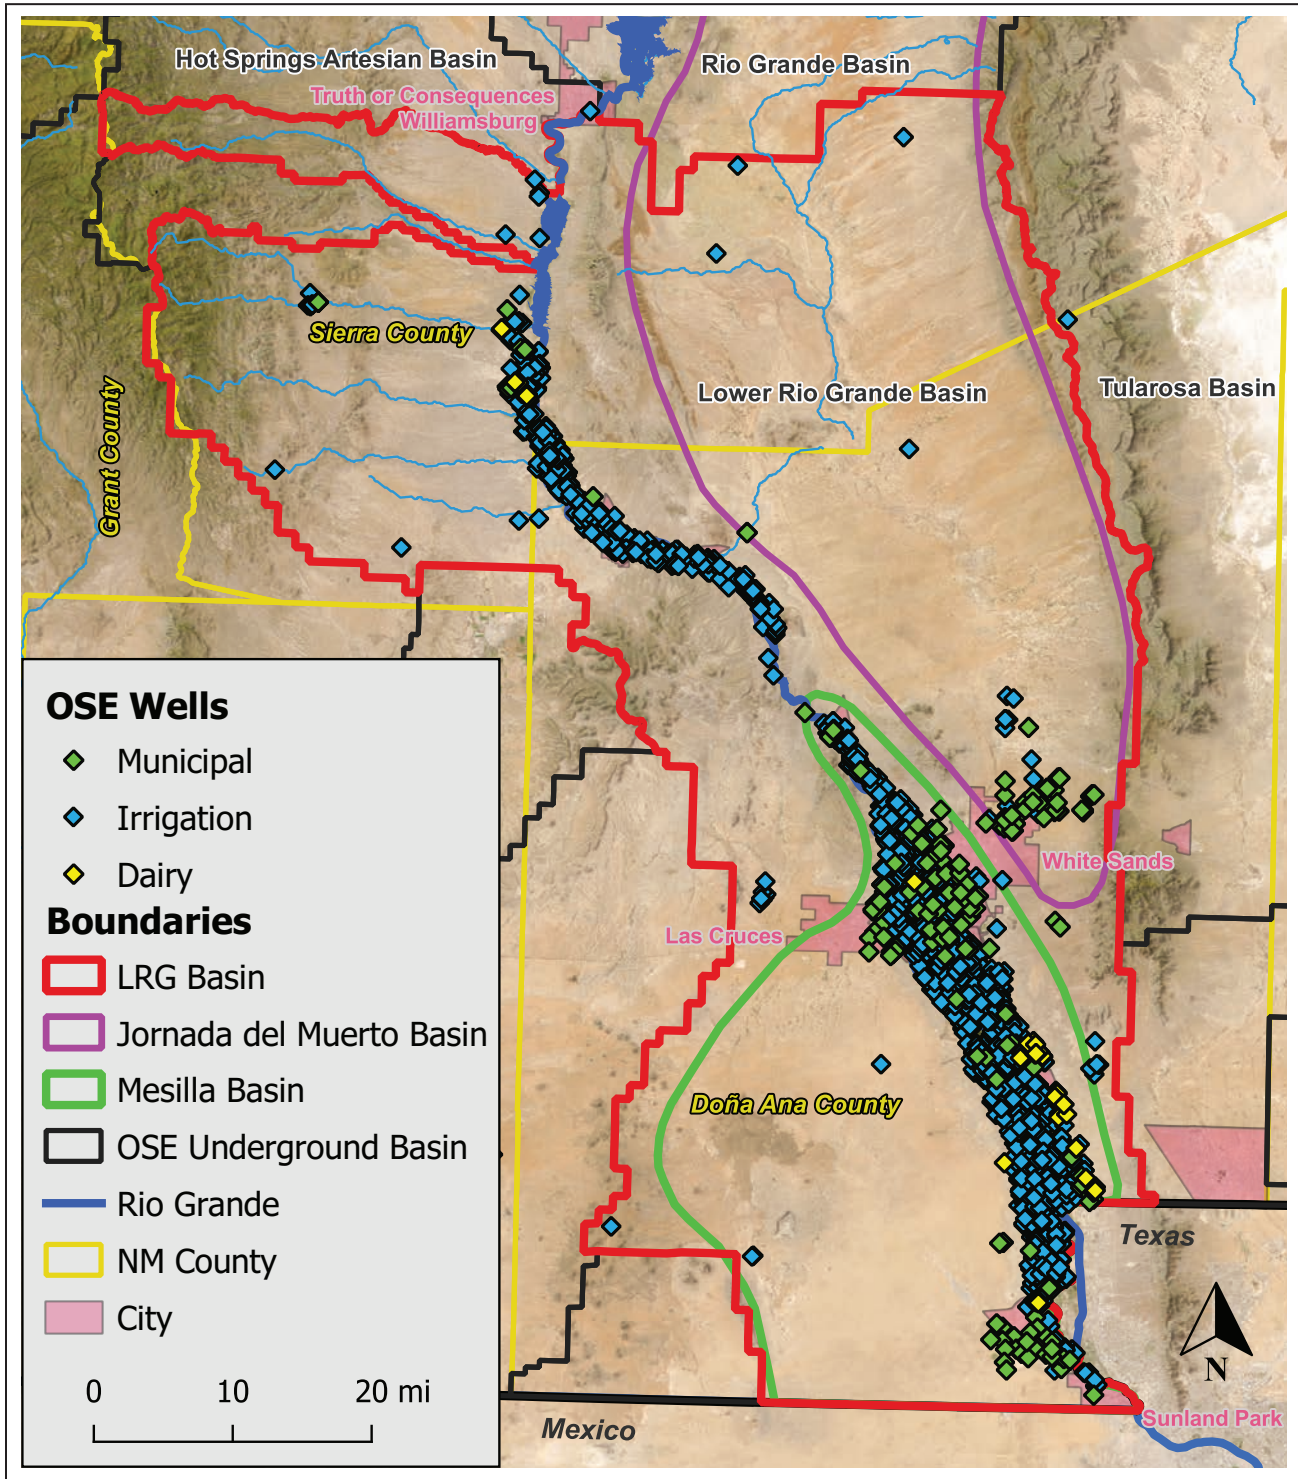 Hot Springs Artesian Basin
Rio Grande Basin
Truth or Consequences
Williamsburg
Sierra County
Grant County
Lower Rio Grande Basin
Tularosa Basin
OSE Wells
Municipal
Irrigation
Dairy
Boundaries
LRG Basin
Jornada del Muerto Basin
Mesilla Basin
OSE Underground Basin
Rio Grande
NM County
City
0 10 20 mi
White Sands
Las Cruces
Doña Ana County
Texas
N
Mexico
Sunland Park